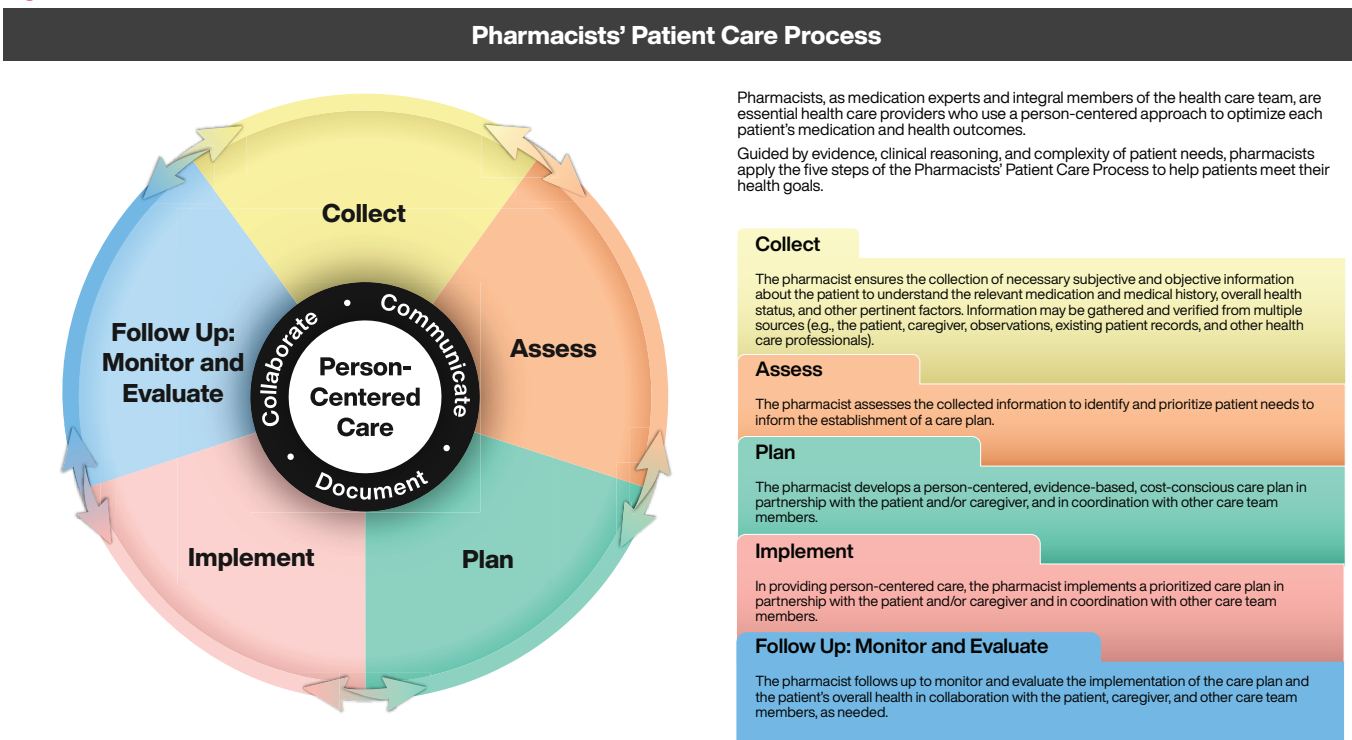 Pharmacists’ Patient Care Process
Collect
Assess
Plan
Implement
Follow Up:
Monitor and
Evaluate
Collaborate • Communicate • Document •
Person-
Centered
Care
Pharmacists, as medication experts and integral members of the health care team, are
essential health care providers who use a person-centered approach to optimize each
patient’s medication and health outcomes.
Guided by evidence, clinical reasoning, and complexity of patient needs, pharmacists
apply the five steps of the Pharmacists’ Patient Care Process to help patients meet their
health goals.
Collect
The pharmacist ensures the collection of necessary subjective and objective information
about the patient to understand the relevant medication and medical history, overall health
status, and other pertinent factors. Information may be gathered and verified from multiple
sources (e.g., the patient, caregiver, observations, existing patient records, and other health
care professionals).
Assess
The pharmacist assesses the collected information to identify and prioritize patient needs to
inform the establishment of a care plan.
Plan
The pharmacist develops a person-centered, evidence-based, cost-conscious care plan in
partnership with the patient and/or caregiver, and in coordination with other care team
members.
Implement
In providing person-centered care, the pharmacist implements a prioritized care plan in
partnership with the patient and/or caregiver and in coordination with other care team
members.
Follow Up: Monitor and Evaluate
The pharmacist follows up to monitor and evaluate the implementation of the care plan and
the patient’s overall health in collaboration with the patient, caregiver, and other care team
members, as needed.